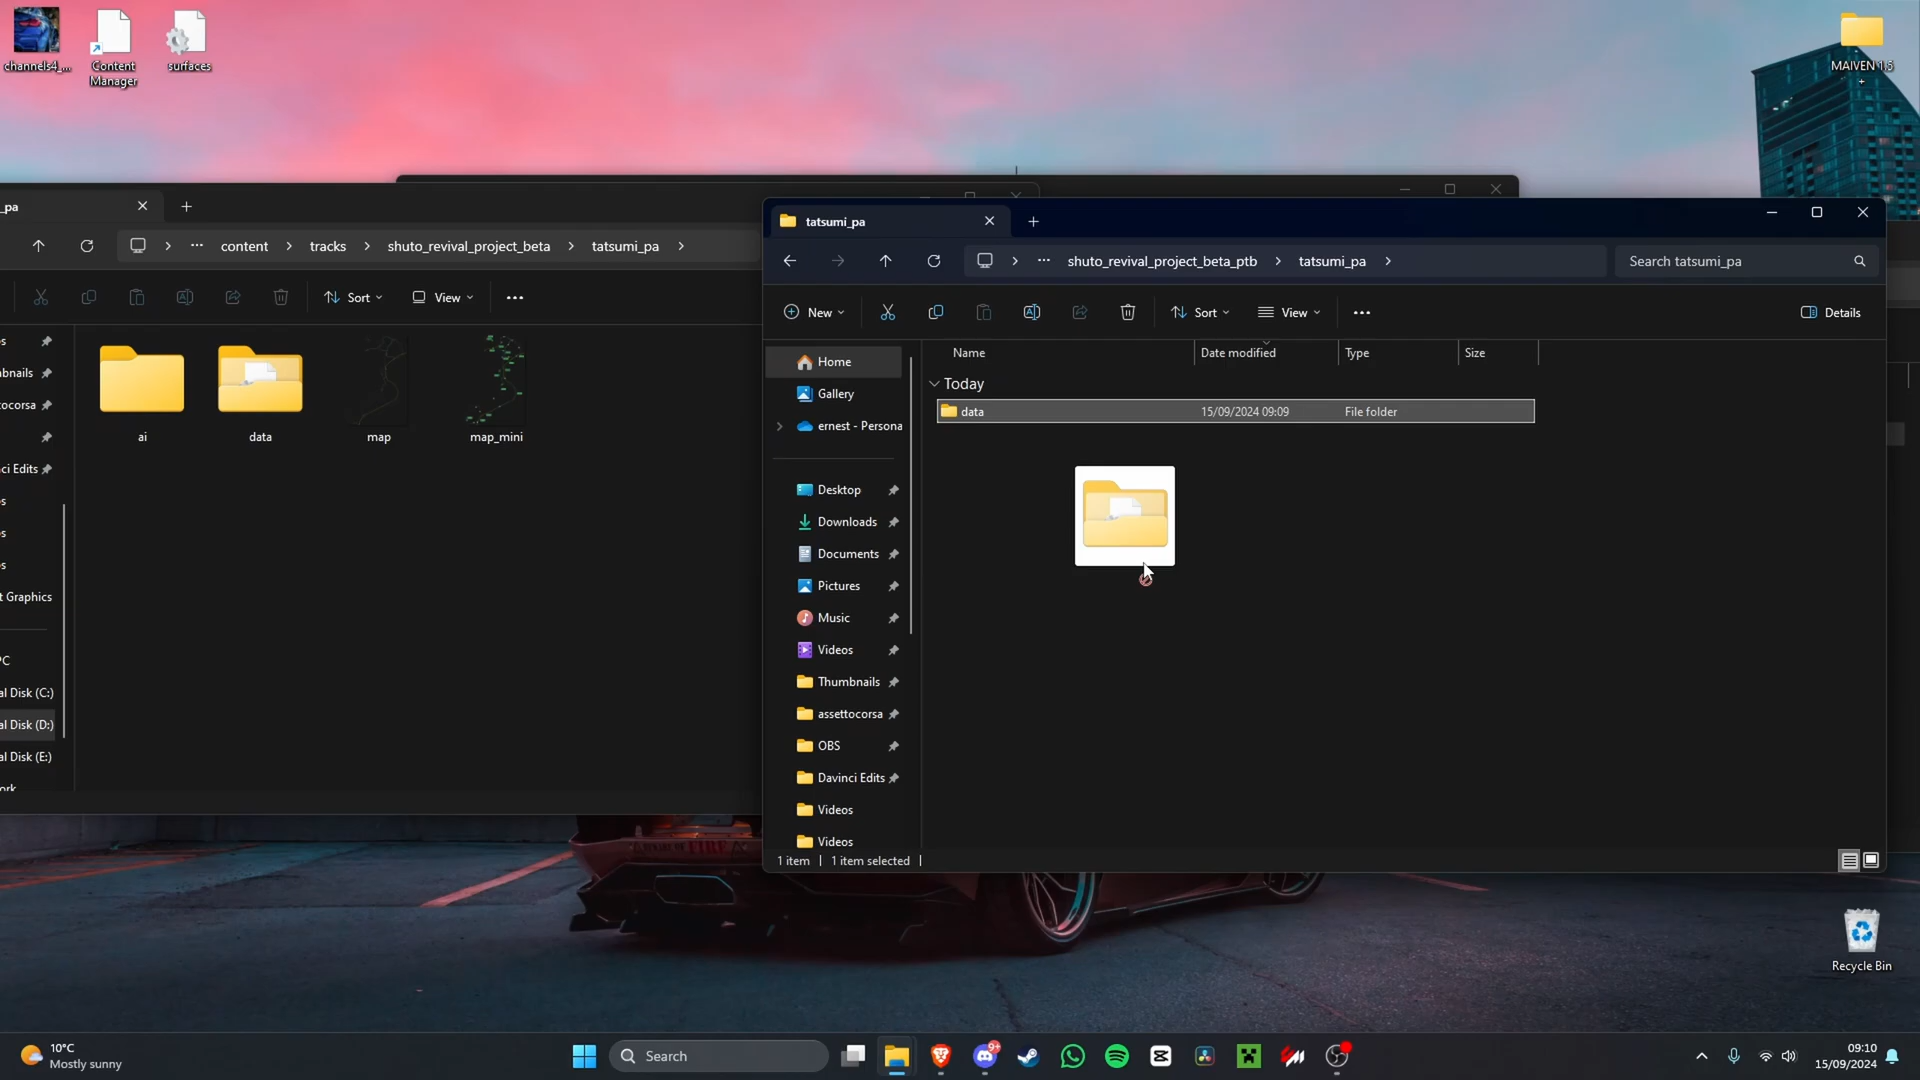 channels4_...
Content
Manager
surfaces
MAIVEN 1.5
+
_pa
content
tracks
shuto_revival_project_beta
tatsumi_pa
Sort
View
bnails
ocorsa
ci Edits
t Graphics
PC
al Disk (C:)
al Disk (D:)
al Disk (E:)
ork
ai
data
map
map_mini
tatsumi_pa
shuto_revival_project_beta_ptb
tatsumi_pa
Search tatsumi_pa
New
Sort
View
Details
Home
Gallery
ernest - Persona
Desktop
Downloads
Documents
Pictures
Music
Videos
Thumbnails
assettocorsa
OBS
Davinci Edits
Videos
Videos
Name
Date modified
Type
Size
Today
data
15/09/2024 09:09
File folder
1 item
1 item selected
Recycle Bin
10°C
Mostly sunny
Search
9+
09:10
15/09/2024